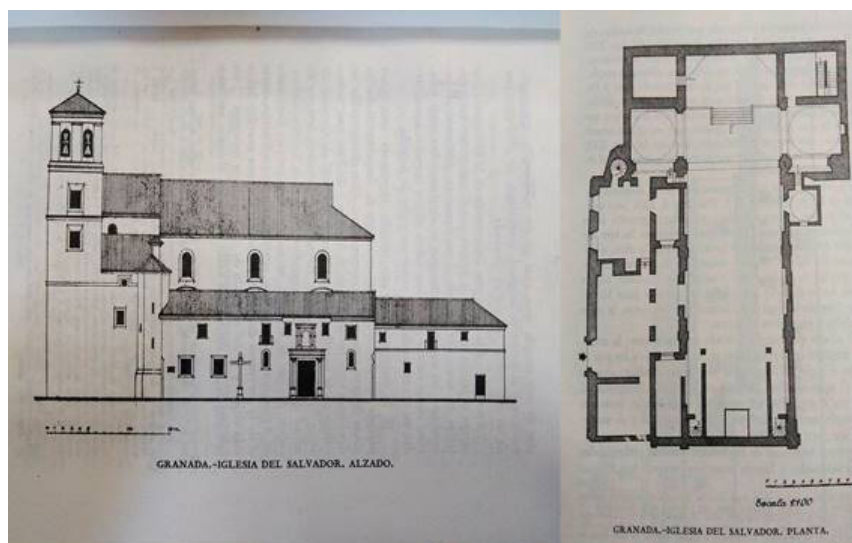 GRANADA.-IGLESIA DEL SALVADOR. ALZADO.
Escala 1:100
GRANADA.-IGLESIA DEL SALVADOR. PLANTA.